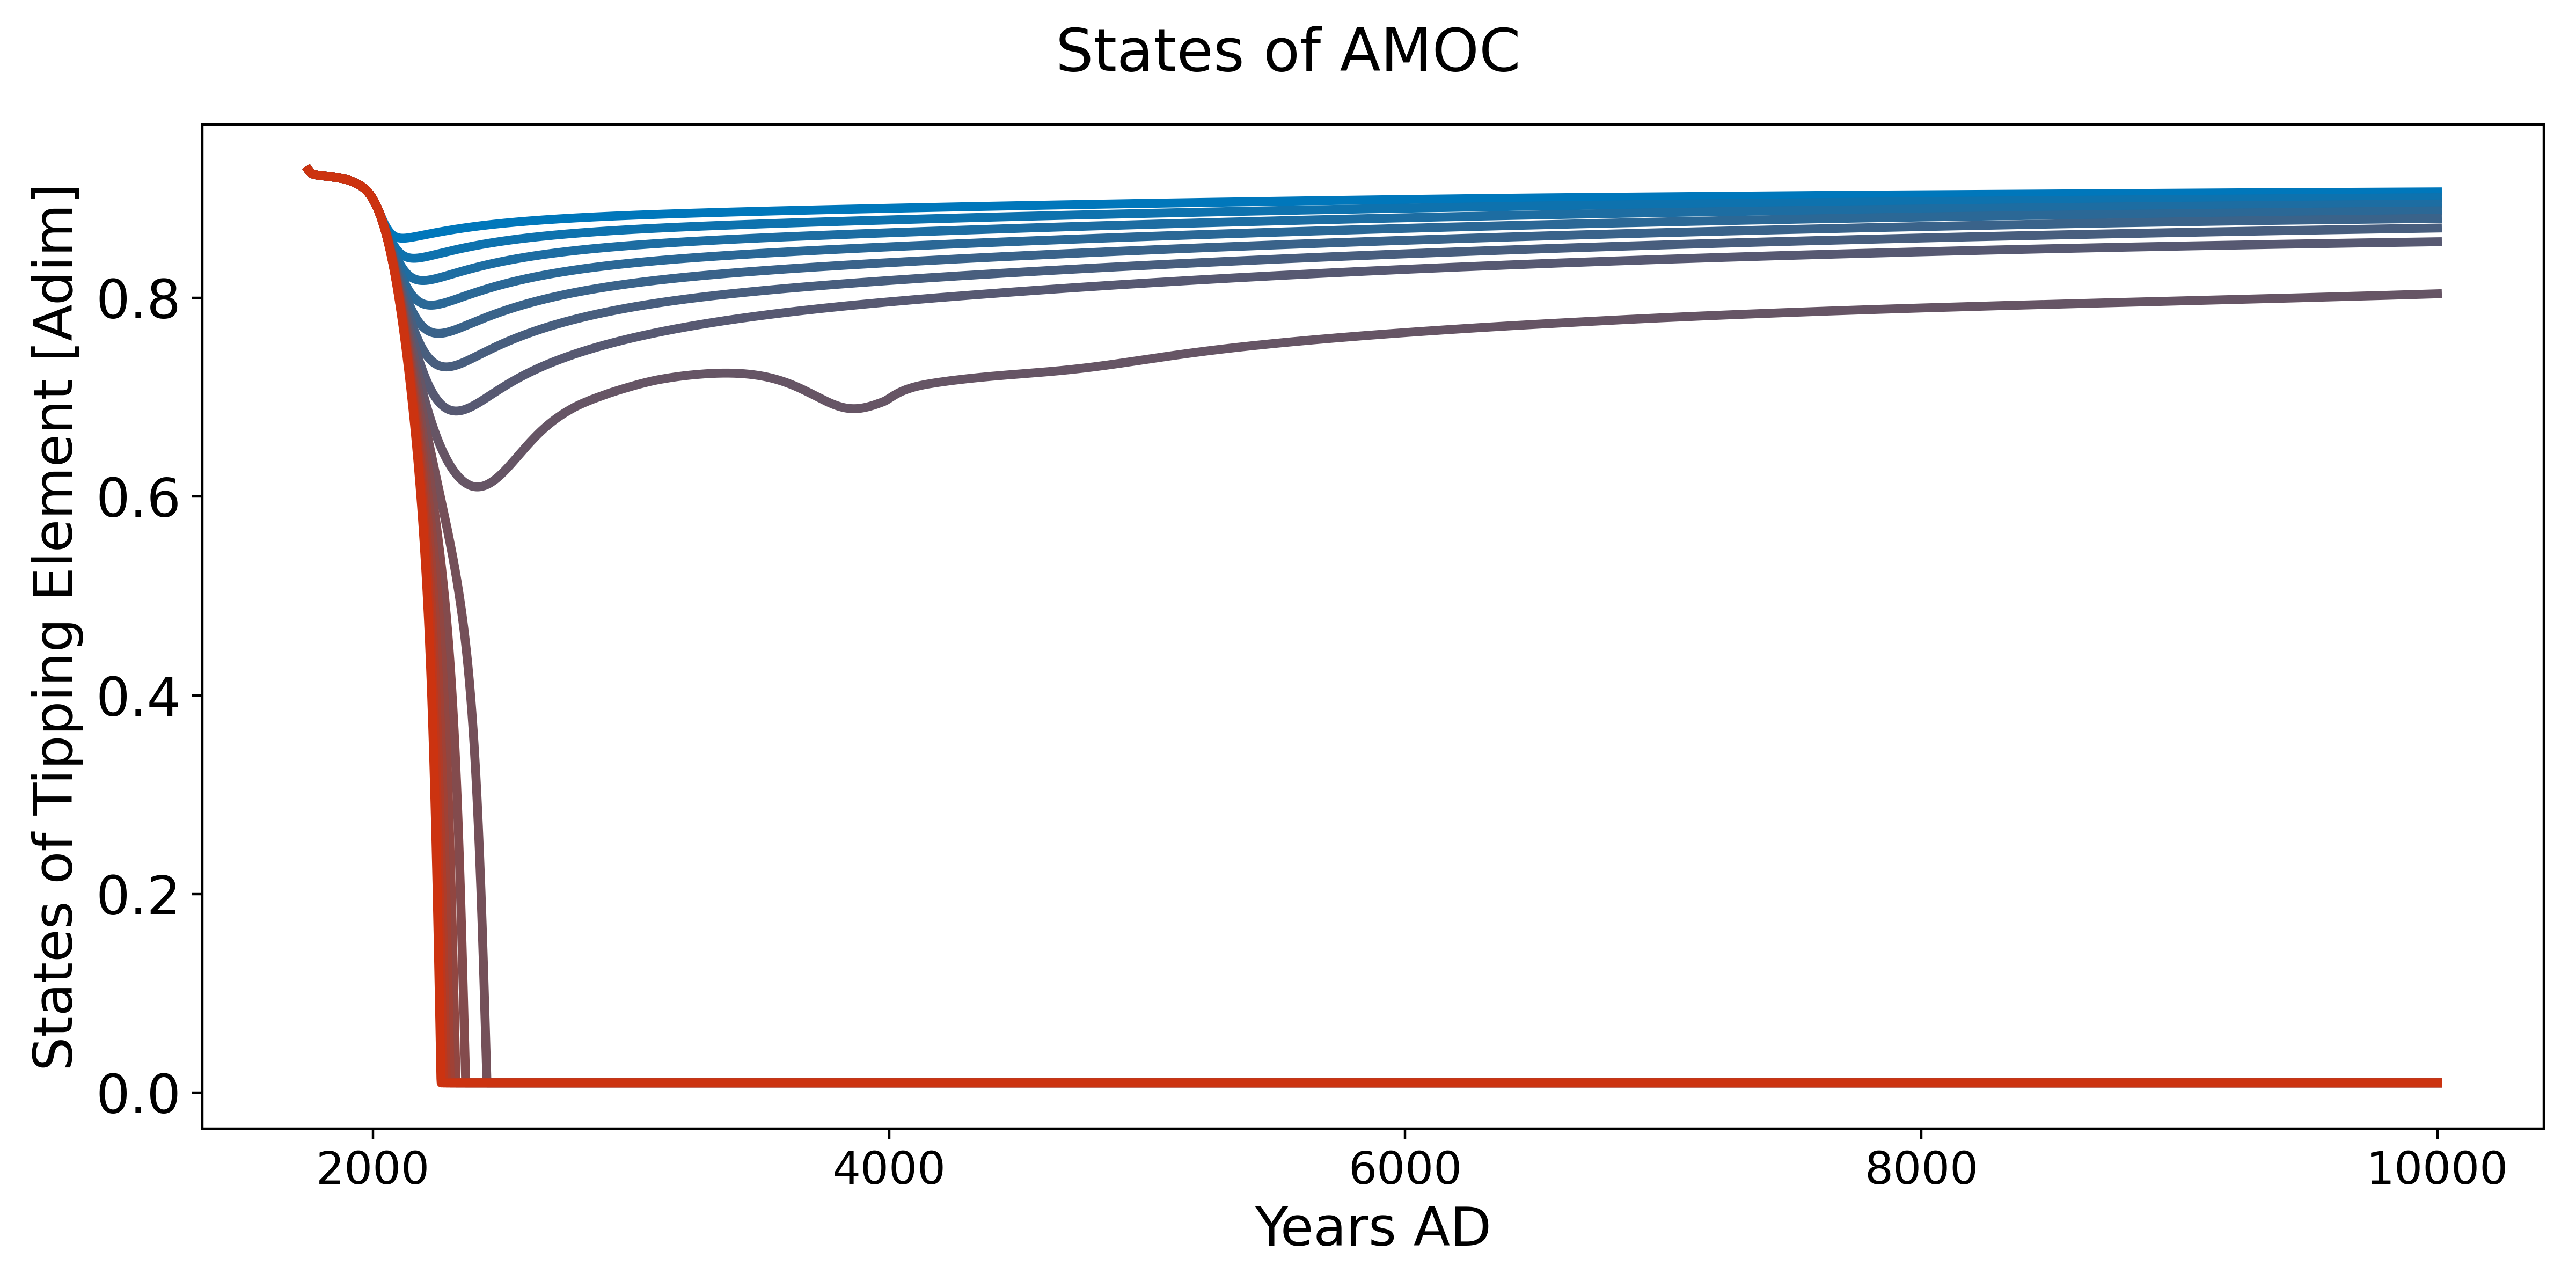 States of AMOC
States of Tipping Element [Adim]
0.8
0.6
0.4
0.2
0.0
2000 4000 6000 8000 10000
Years AD